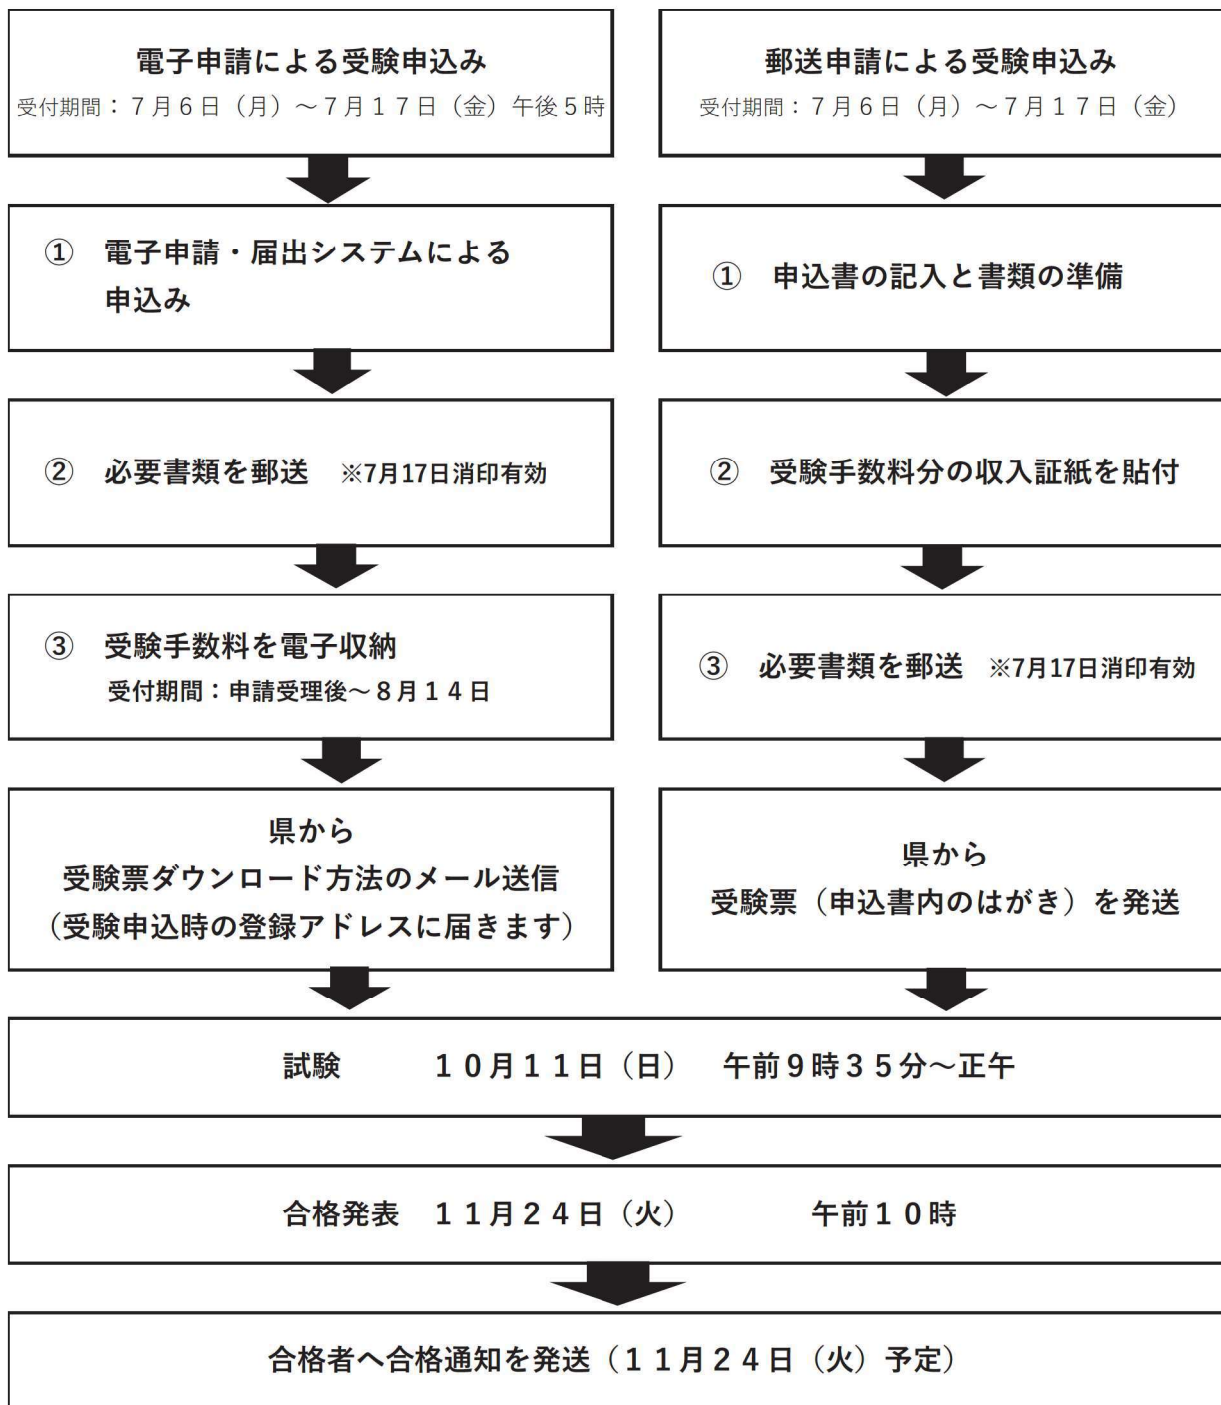 電子申請による受験申込み
受付期間：７月６日（月）～７月１７日（金）午後５時
① 電子申請・届出システムによる
申込み
② 必要書類を郵送 ※7月17日消印有効
③ 受験手数料を電子収納
受付期間：申請受理後～８月１４日
県から
受験票ダウンロード方法のメール送信
（受験申込時の登録アドレスに届きます）
郵送申請による受験申込み
受付期間：７月６日（月）～７月１７日（金）
① 申込書の記入と書類の準備
② 受験手数料分の収入証紙を貼付
③ 必要書類を郵送 ※7月17日消印有効
県から
受験票（申込書内のはがき）を発送
試験 １０月１１日（日） 午前９時３５分～正午
合格発表 １１月２４日（火） 午前１０時
合格者へ合格通知を発送（１１月２４日（火）予定）